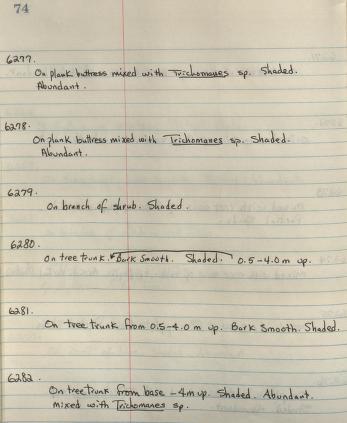 74
6277.
On plank buttress mixed with Trichomanes sp. Shaded.
Abundant.
6278.
On plank buttress mixed with Trichomanes sp. Shaded.
Abundant.
6279.
On branch of shrub. Shaded.
6280.
On tree trunk. Bark Smooth. Shaded. 0.5-4.0 m up.
6281.
On tree trunk from 0.5-4.0 m up. Bark Smooth. Shaded.
6282.
On tree trunk from base -4m up. Shaded. Abundant.
mixed with Trichomanes sp.